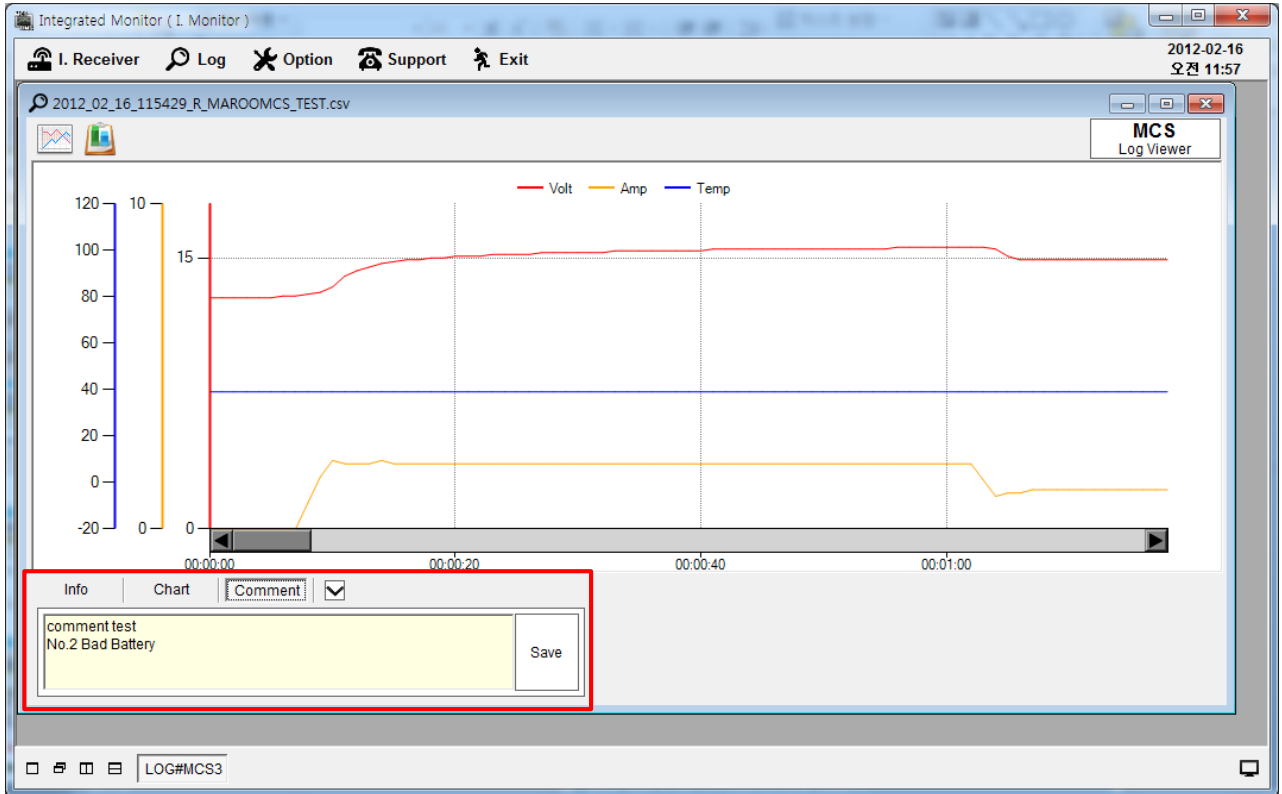 Integrated Monitor ( I. Monitor )
I. Receiver Log Option Support Exit
2012-02-16
오전 11:57
2012_02_16_115429_R_MAROOMCS_TEST.csv
MCS
Log Viewer
Volt Amp Temp
120 10
100
15
80
60
40
20
0
-20 0 0
00:00:00 00:00:20 00:00:40 00:01:00
Info Chart Comment
comment test
No.2 Bad Battery
Save
LOG#MCS3